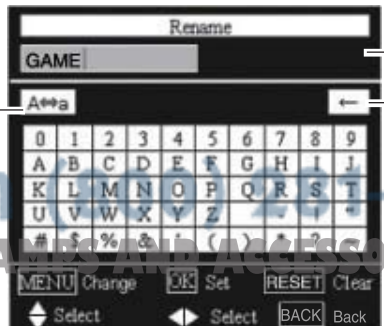 Rename
GAME
A⇔a ←
0 1 2 3 4 5 6 7 8 9
A B C D E F G H I J
K L M N O P Q R S T
U V W X Y Z
# $ % & ' ( ) * ?
MENU Change OK Set RESET Clear
Select Select BACK Back